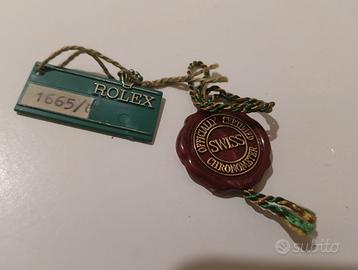 ROLEX
1665/
OFFICIALLY CERTIFIED
SWISS
CHRONOMETER
subito